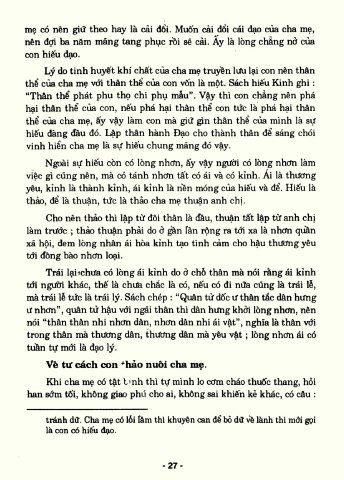 mẹ có nên giữ theo hay là cải đổi. Muốn cải đổi cái đạo của cha mẹ,
nên đợi ba năm mãng tang phục rồi sẽ cải. Ấy là lòng chẳng nở của
con hiếu đạo.
Lý do tinh huyết khí chất của cha mẹ truyền lưu lại con nên thân
thể của cha mẹ với thân thể của con vốn là một. Sách hiếu Kinh ghi :
"Thân thể phát phu thọ chi phụ mẫu". Vậy thì con chẳng nên phá
hại thân thể của con, nếu phá hại thân thể con tức là phá hại thân
thể của cha mẹ, ấy vậy làm con mà giữ gìn thân thể của mình là sự
hiếu đàng đầu đó. Lập thân hành Đạo cho thành thân để sáng chói
vinh hiển cha mẹ là sự hiếu chung mãng đó vậy.
Ngoài sự hiếu còn có lòng nhơn, ấy vậy người có lòng nhơn làm
việc gì cũng nên, mà có tánh nhơn tất có ái và có kỉnh. Ái là thương
yêu, kỉnh là thành kỉnh, ái kỉnh là nền móng của hiếu và để. Hiếu là
thảo, để là thuận, tức là thảo cha mẹ thuận anh chị.
Cho nên thảo thì lập từ đôi thân là đầu, thuận tất lập từ anh chị
làm trước ; thảo thuận phải do ở gần lần rộng ra tới xa là nhơn quần
xã hội, đem lòng nhân ái hòa kỉnh tạo tình cảm cho hậu thương yêu
tới đồng bào nhơn loại.
Trái lại chưa có lòng ái kỉnh do ở chỗ thân mà nói rằng ái kỉnh
tới người khác, thế là chưa chắc là có, nếu có đi nữa cũng là trái lễ,
mà trái lễ tức là trái lý. Sách chép : "Quân tử dốc ư thân tắc dân hưng
ư nhơn", quân tử hậu với ngãi thân thì dân hưng khởi lòng nhơn, nên
nói "thân thân nhi nhơn dân, nhơn dân nhi ái vật", nghĩa là thân với
trong thân mà thương dân, thương dân mà yêu vật ; lòng nhơn ái có
tuần tự mới là đạo lý.
Về tư cách con thảo nuôi cha mẹ.
Khi cha mẹ có tật bịnh thì tự mình lo cơm cháo thuốc thang, hỏi
han sớm tối, không giao phú cho ai, không sai khiến kẻ khác, có câu :
tránh dữ. Cha mẹ có lỗi lầm thì khuyên can để bỏ dữ về lành thì mới gọi
là con có hiếu đạo.
- 27 -